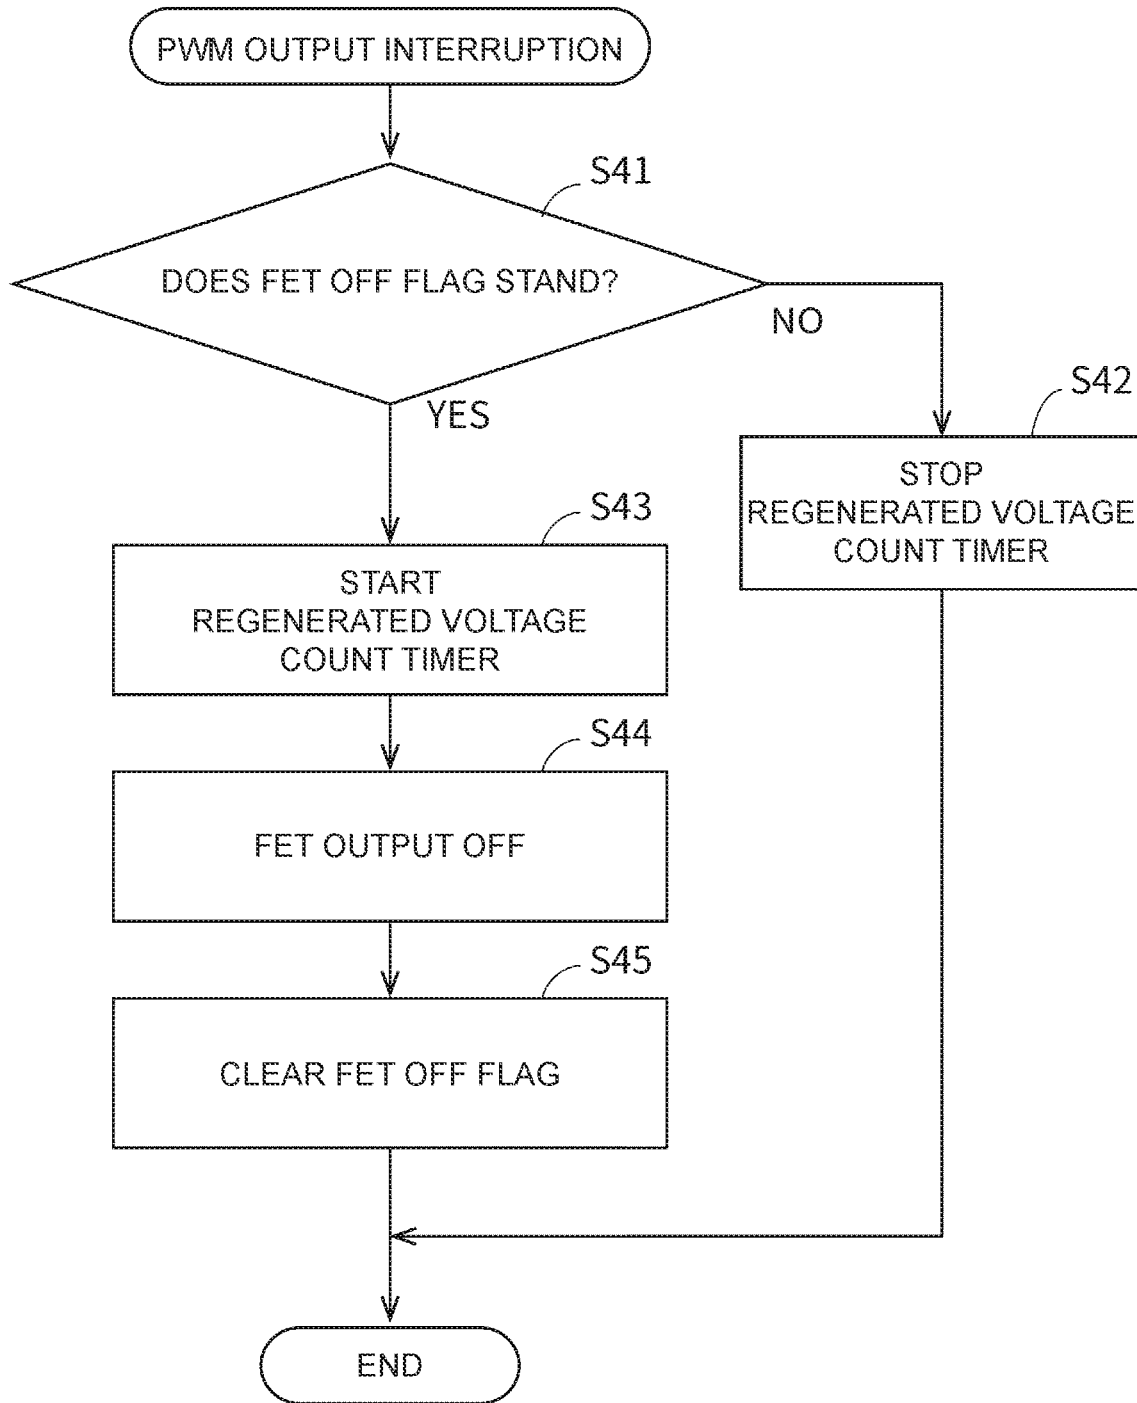 PWM OUTPUT INTERRUPTION
S41
DOES FET OFF FLAG STAND?
NO
YES
S42
STOP
REGENERATED VOLTAGE
COUNT TIMER
S43
START
REGENERATED VOLTAGE
COUNT TIMER
S44
FET OUTPUT OFF
S45
CLEAR FET OFF FLAG
END